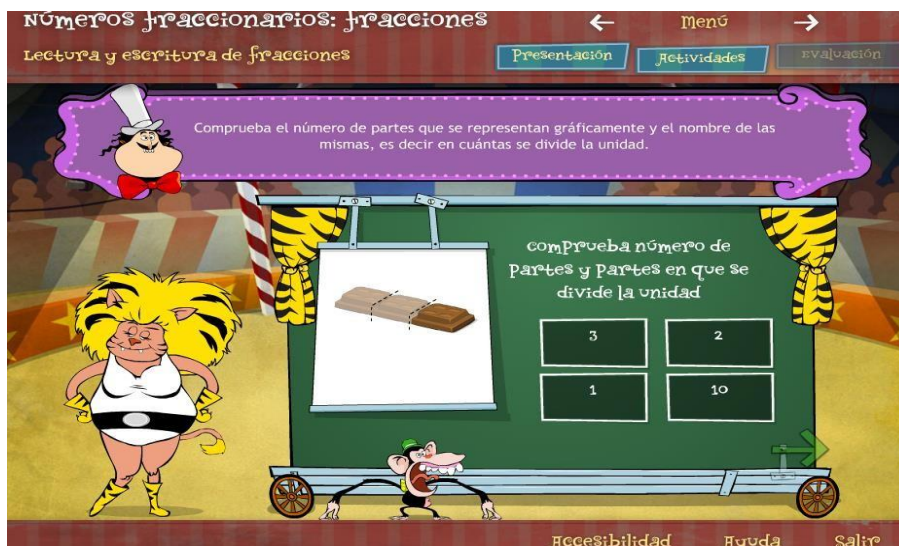 Números fraccionarios: fracciones
Menú
Lectura y escritura de fracciones
Presentación
Actividades
Evaluación
Comprueba el número de partes que se representan gráficamente y el nombre de las
mismas, es decir en cuántas se divide la unidad.
comprueba número de
partes y partes en que se
divide la unidad
3
2
1
10
Accesibilidad
Ayuda
Salir